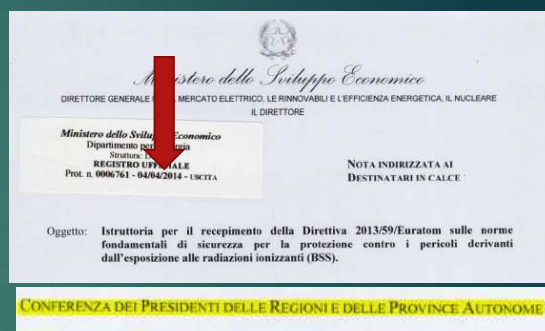 Ministero dello Sviluppo Economico
DIRETTORE GENERALE MERCATO ELETTRICO, LE RINNOVABILI E L'EFFICIENZA ENERGETICA, IL NUCLEARE
IL DIRETTORE
Ministero dello Sviluppo Economico
Dipartimento per
Struttura:
REGISTRO UFFICIALE
Prot. n. 0006761 - 04/04/2014 - USCITA
NOTA INDIRIZZATA AI
DESTINATARI IN CALCE
Oggetto: Istruttoria per il recepimento della Direttiva 2013/59/Euratom sulle norme
fondamentali di sicurezza per la protezione contro i pericoli derivanti
dall'esposizione alle radiazioni ionizzanti (BSS).
CONFERENZA DEI PRESIDENTI DELLE REGIONI E DELLE PROVINCE AUTONOME